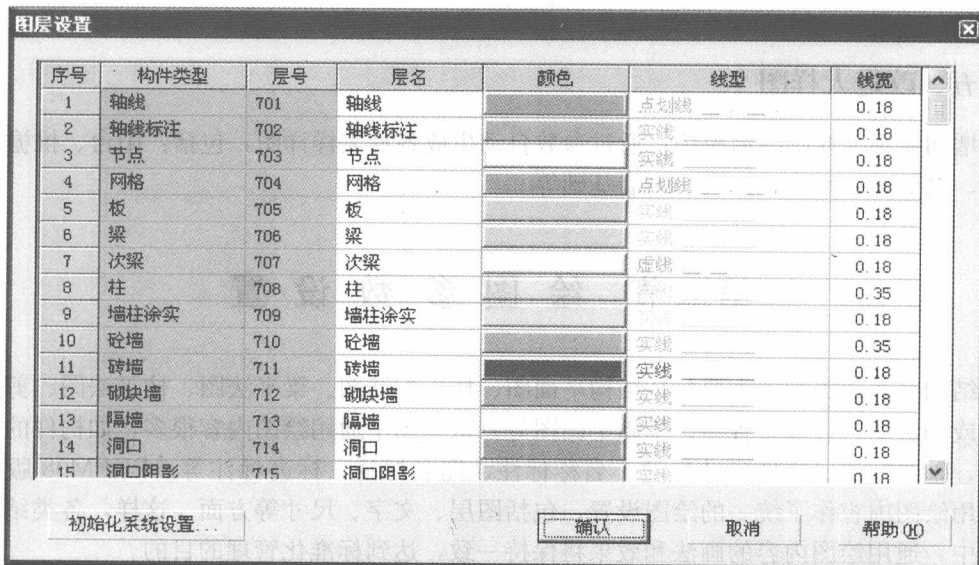 图层设置
序号 构件类型 层号 层名 颜色 线型 线宽
1 轴线 701 轴线 点划线 0.18
2 轴线标注 702 轴线标注 实线 0.18
3 节点 703 节点 实线 0.18
4 网格 704 网格 点划线 0.18
5 板 705 板 实线 0.18
6 梁 706 梁 实线 0.18
7 次梁 707 次梁 虚线 0.18
8 柱 708 柱 0.35
9 墙柱涂实 709 墙柱涂实 0.18
10 砼墙 710 砼墙 实线 0.35
11 砖墙 711 砖墙 实线 0.18
12 砌块墙 712 砌块墙 实线 0.18
13 隔墙 713 隔墙 实线 0.18
14 洞口 714 洞口 实线 0.18
洞口阴影 715 洞口阴影 实线 0.18
初始化系统设置... 确认 取消 帮助(H)